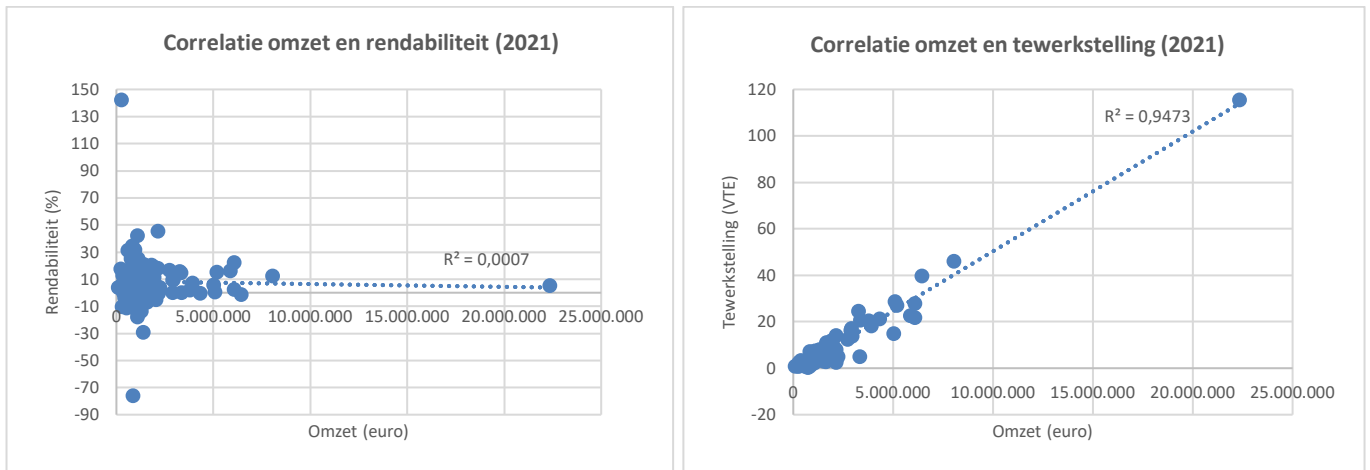 Correlatie omzet en rendabiliteit (2021)
150
130
110
90
70
50
30
10
-10
-30
-50
-70
-90
Rendabiliteit (%)
R² = 0,0007
0 5.000.000 10.000.000 15.000.000 20.000.000 25.000.000
Omzet (euro)
Correlatie omzet en tewerkstelling (2021)
120
100
80
60
40
20
0
-20
Tewerkstelling (VTE)
R² = 0,9473
0 5.000.000 10.000.000 15.000.000 20.000.000 25.000.000
Omzet (euro)